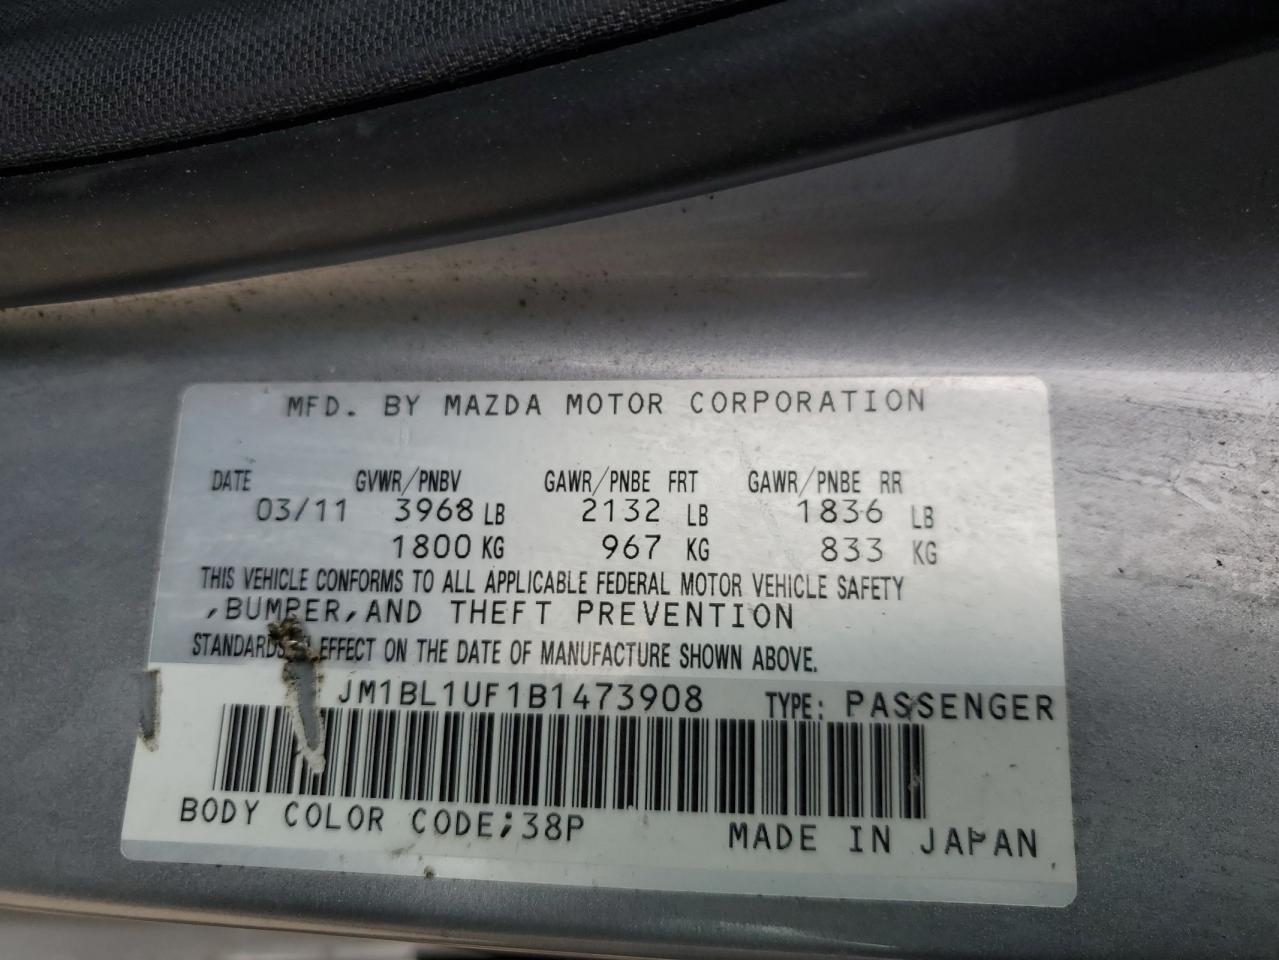 MFD. BY MAZDA MOTOR CORPORATION
DATE GVWR/PNBV GAWR/PNBE FRT GAWR/PNBE RR
03/11 3968 LB 2132 LB 1836 LB
1800 KG 967 KG 833 KG
THIS VEHICLE CONFORMS TO ALL APPLICABLE FEDERAL MOTOR VEHICLE SAFETY
,BUMPER,AND THEFT PREVENTION
STANDARDS EFFECT ON THE DATE OF MANUFACTURE SHOWN ABOVE.
JM1BL1UF1B1473908 TYPE: PASSENGER
BODY COLOR CODE;38P MADE IN JAPAN